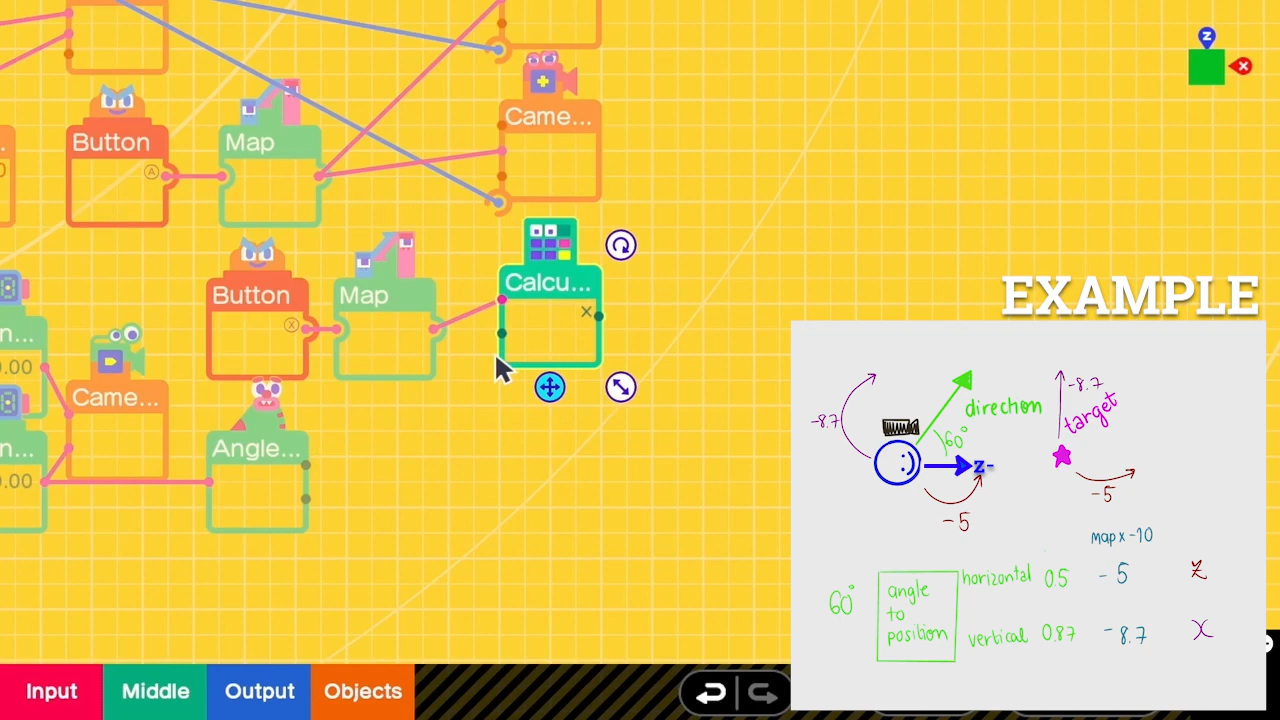 Z
X
Came...
Button
Map
A
Button
Map
X
Calcu...
×
n...
0.00
Came...
n...
0.00
Angle...
EXAMPLE
-8.7
direction
60°
z-
-5
-8.7
target
-5
map x -10
60°
angle
to
position
horizontal 0.5 -5 Z
vertical 0.87 -8.7 X
Input
Middle
Output
Objects